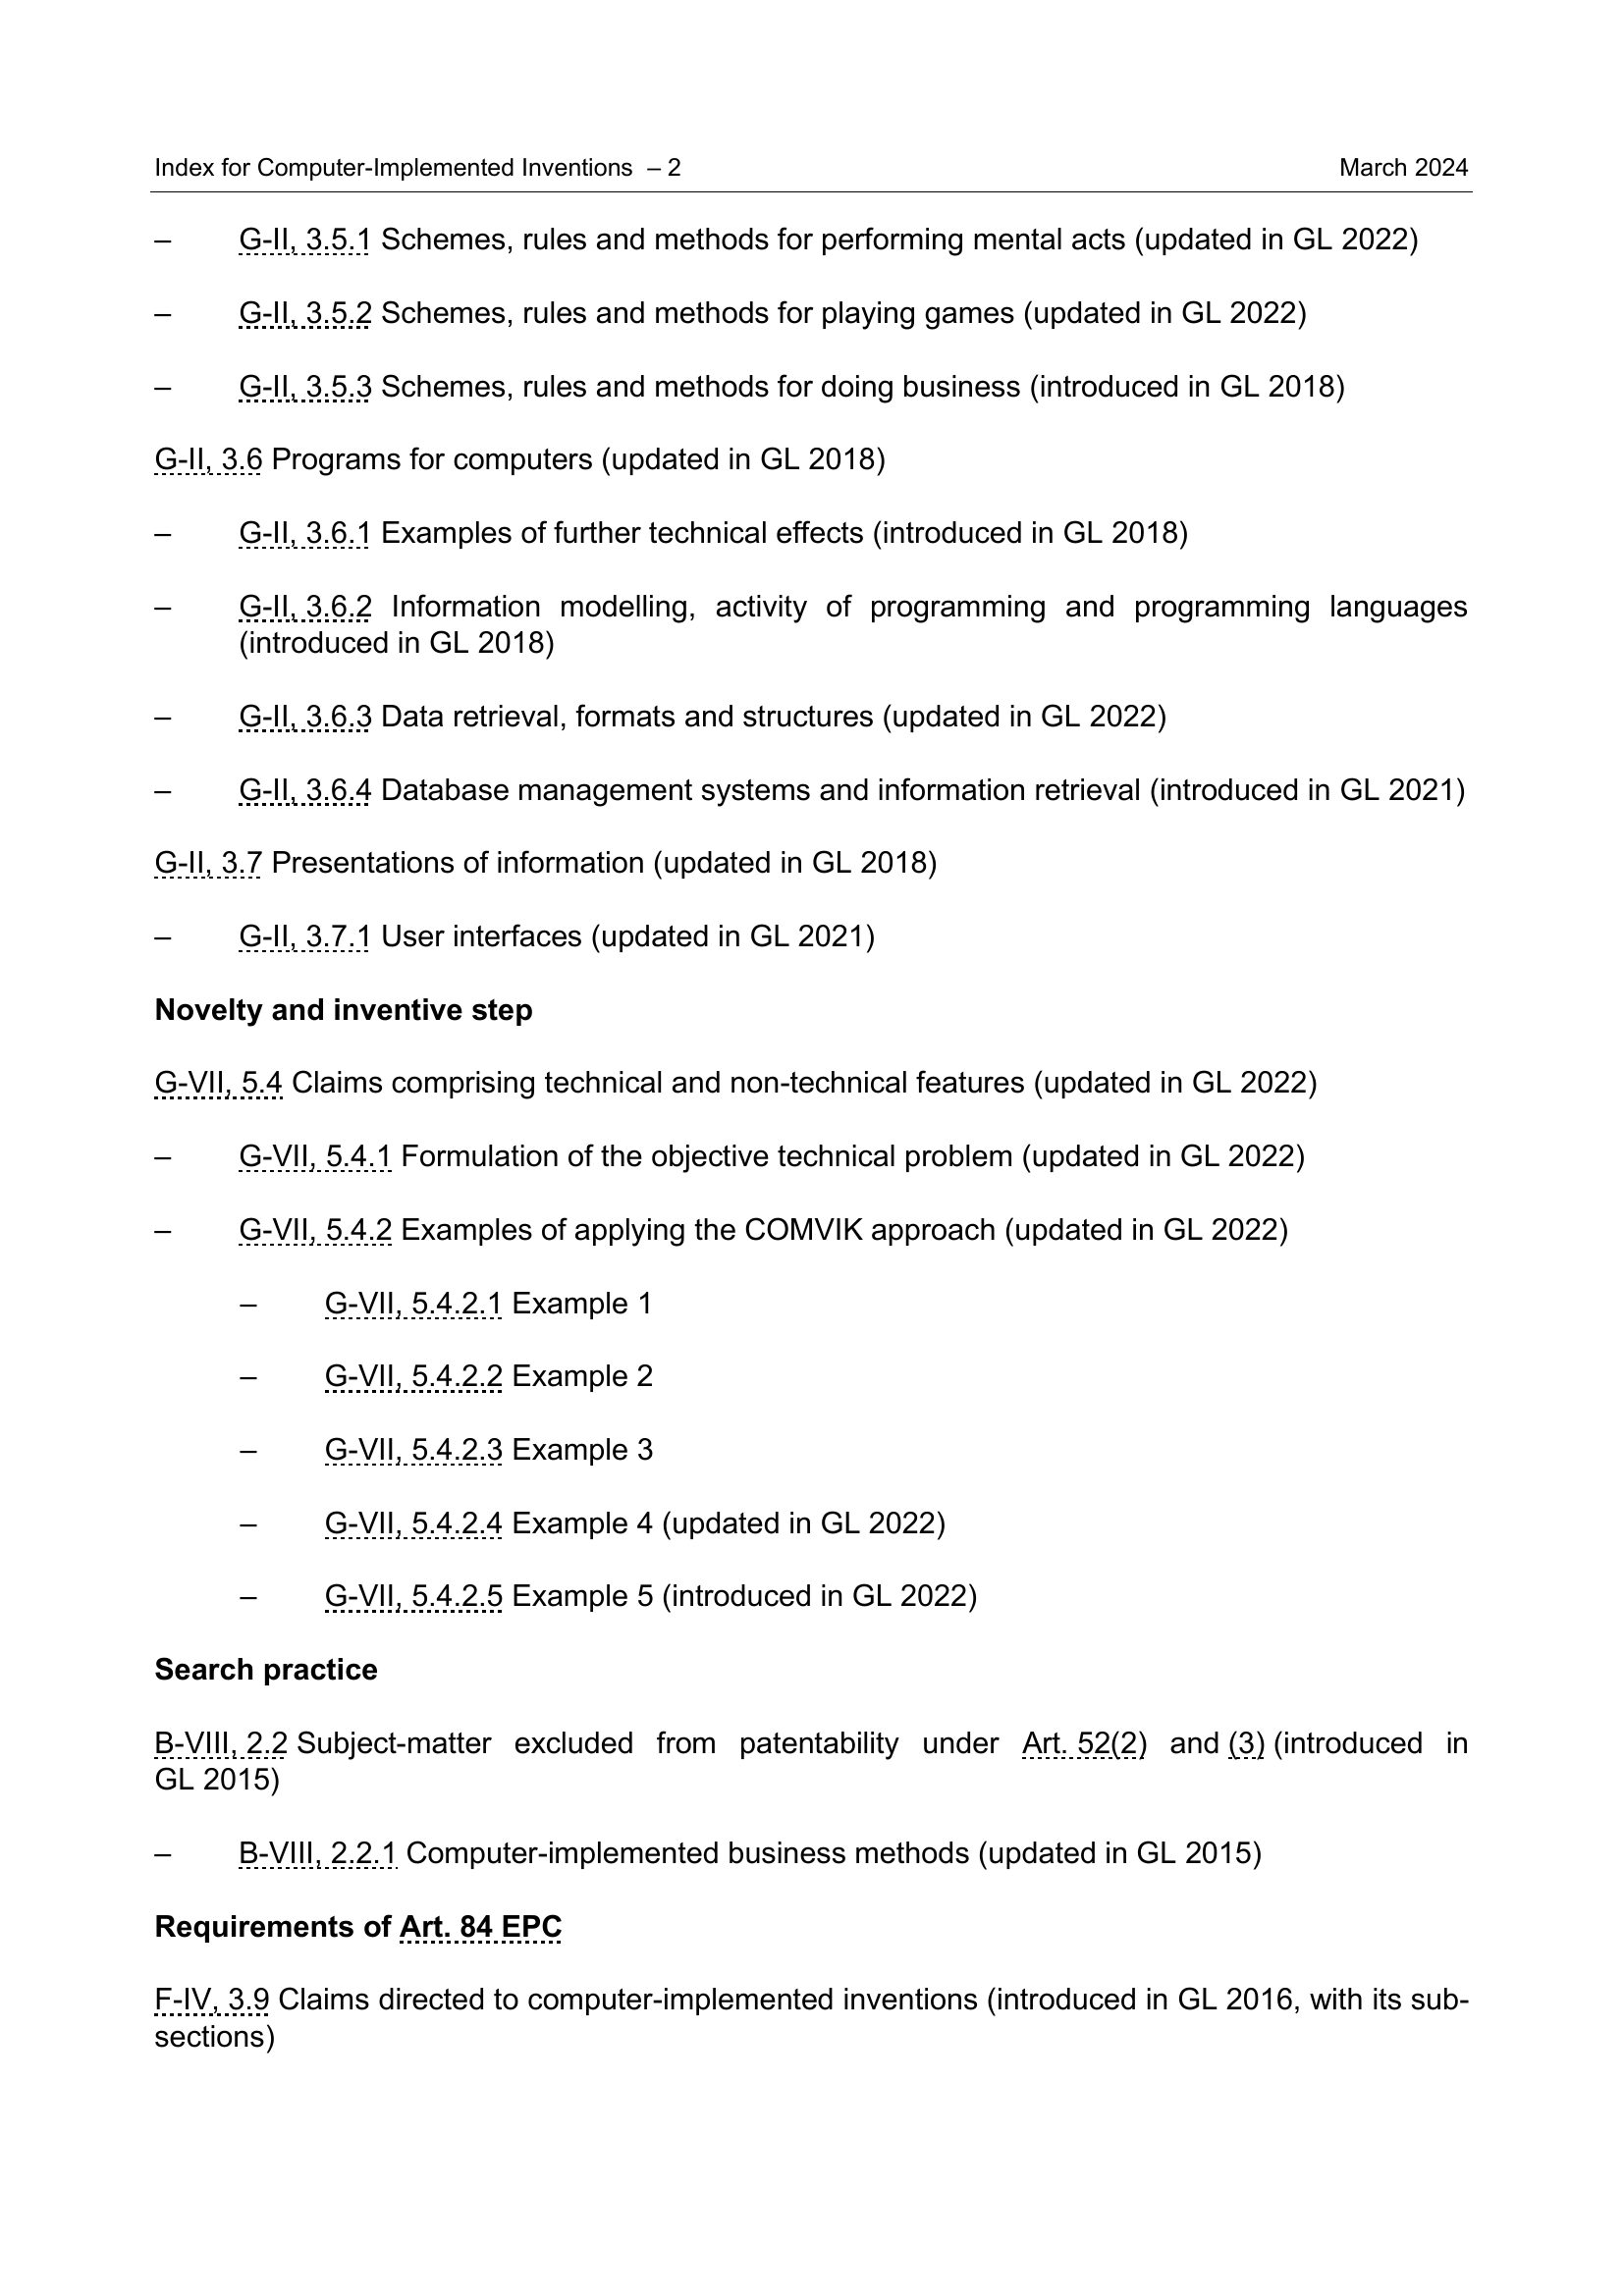 Index for Computer-Implemented Inventions – 2 March 2024
– G-II, 3.5.1 Schemes, rules and methods for performing mental acts (updated in GL 2022)
– G-II, 3.5.2 Schemes, rules and methods for playing games (updated in GL 2022)
– G-II, 3.5.3 Schemes, rules and methods for doing business (introduced in GL 2018)
G-II, 3.6 Programs for computers (updated in GL 2018)
– G-II, 3.6.1 Examples of further technical effects (introduced in GL 2018)
– G-II, 3.6.2 Information modelling, activity of programming and programming languages
(introduced in GL 2018)
– G-II, 3.6.3 Data retrieval, formats and structures (updated in GL 2022)
– G-II, 3.6.4 Database management systems and information retrieval (introduced in GL 2021)
G-II, 3.7 Presentations of information (updated in GL 2018)
– G-II, 3.7.1 User interfaces (updated in GL 2021)
Novelty and inventive step
G-VII, 5.4 Claims comprising technical and non-technical features (updated in GL 2022)
– G-VII, 5.4.1 Formulation of the objective technical problem (updated in GL 2022)
– G-VII, 5.4.2 Examples of applying the COMVIK approach (updated in GL 2022)
– G-VII, 5.4.2.1 Example 1
– G-VII, 5.4.2.2 Example 2
– G-VII, 5.4.2.3 Example 3
– G-VII, 5.4.2.4 Example 4 (updated in GL 2022)
– G-VII, 5.4.2.5 Example 5 (introduced in GL 2022)
Search practice
B-VIII, 2.2 Subject-matter excluded from patentability under Art. 52(2) and (3) (introduced in
GL 2015)
– B-VIII, 2.2.1 Computer-implemented business methods (updated in GL 2015)
Requirements of Art. 84 EPC
F-IV, 3.9 Claims directed to computer-implemented inventions (introduced in GL 2016, with its sub-
sections)